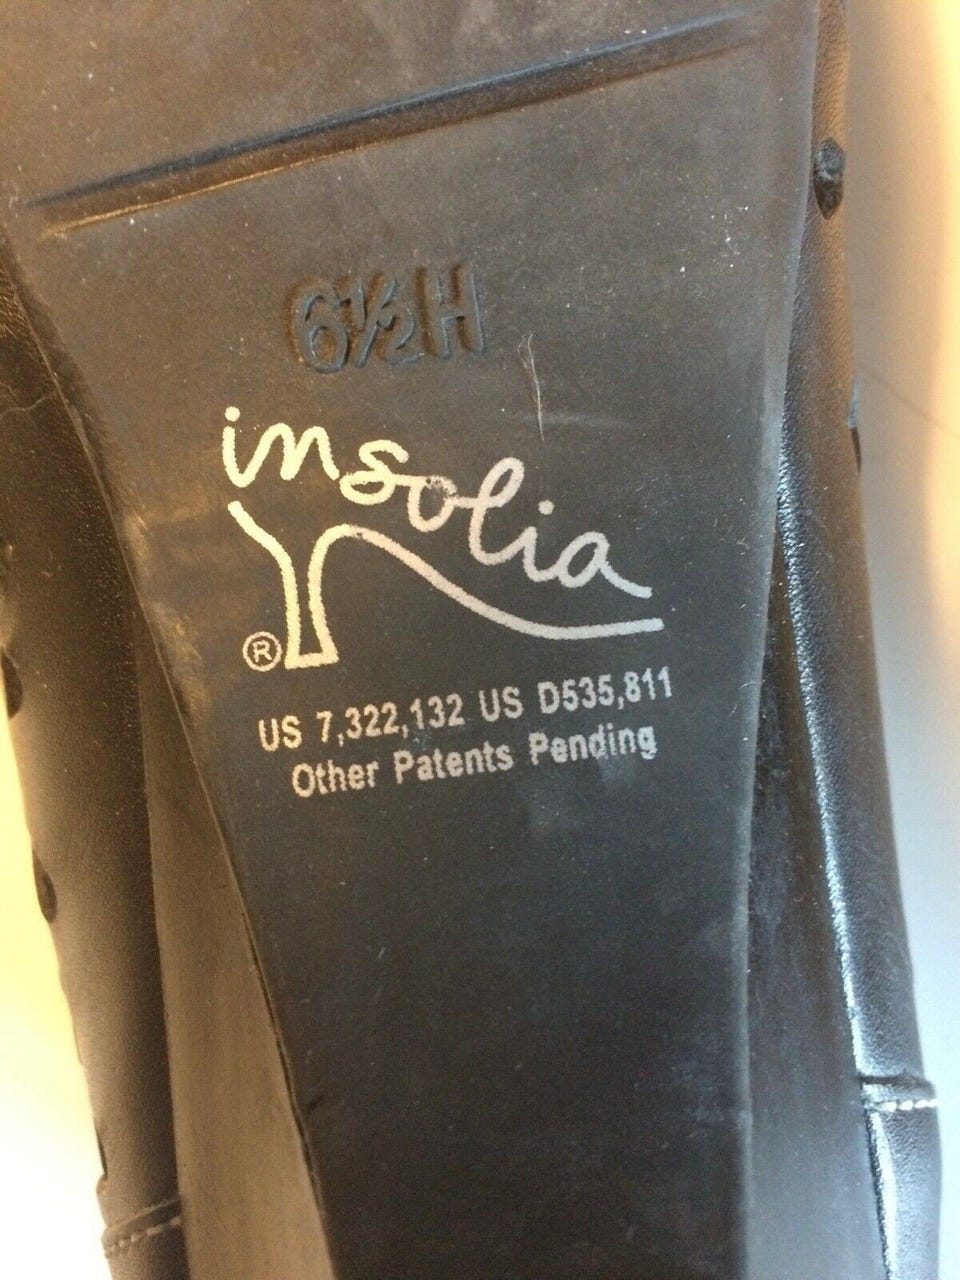 6½H
insolia
®
US 7,322,132 US D535,811
Other Patents Pending